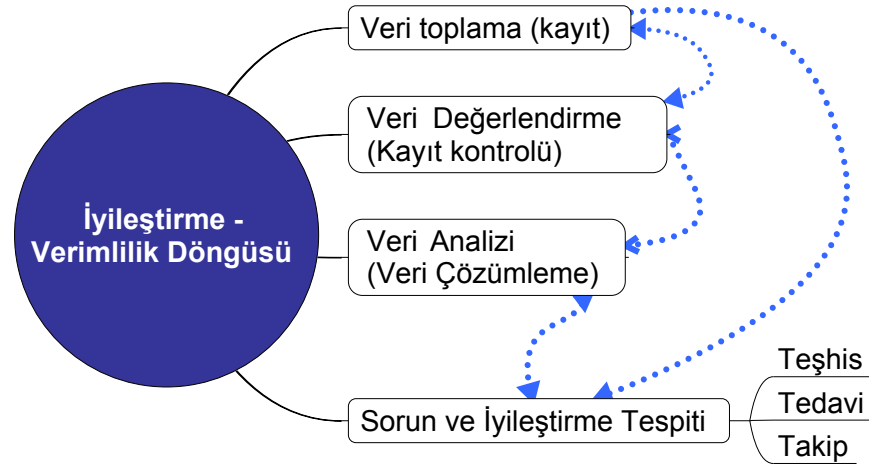 Veri toplama (kayıt)
Veri Değerlendirme
(Kayıt kontrolü)
İyileştirme -
Verimlilik Döngüsü
Veri Analizi
(Veri Çözümleme)
Sorun ve İyileştirme Tespiti
Teşhis
Tedavi
Takip